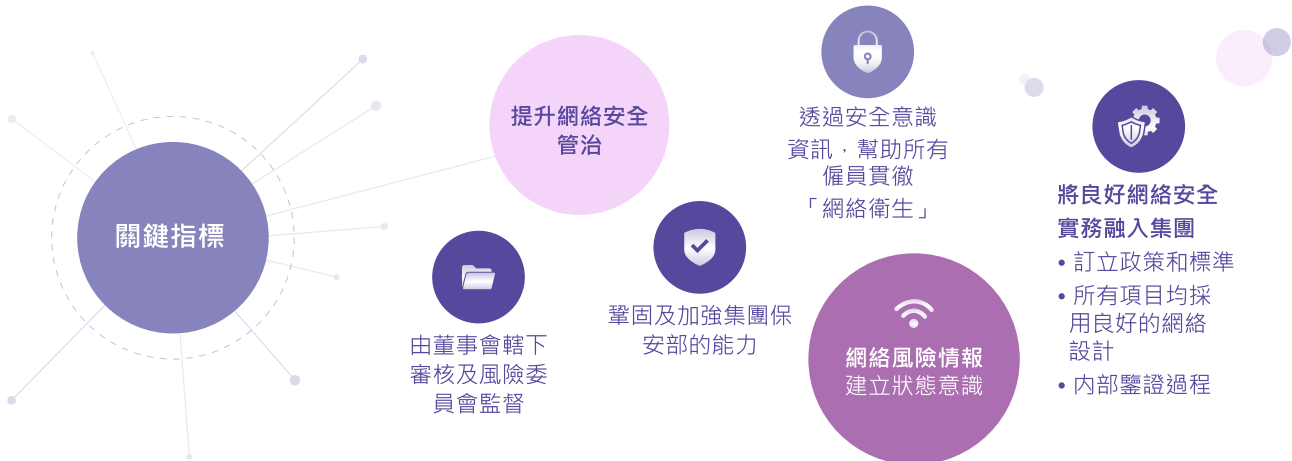 關鍵指標
提升網絡安全
管治
由董事會轄下
審核及風險委
員會監督
鞏固及加強集團保
安部的能力
透過安全意識
資訊，幫助所有
僱員貫徹
「網絡衛生」
網絡風險情報
建立狀態意識
將良好網絡安全
實務融入集團
• 訂立政策和標準
• 所有項目均採
用良好的網絡
設計
• 内部鑒證過程